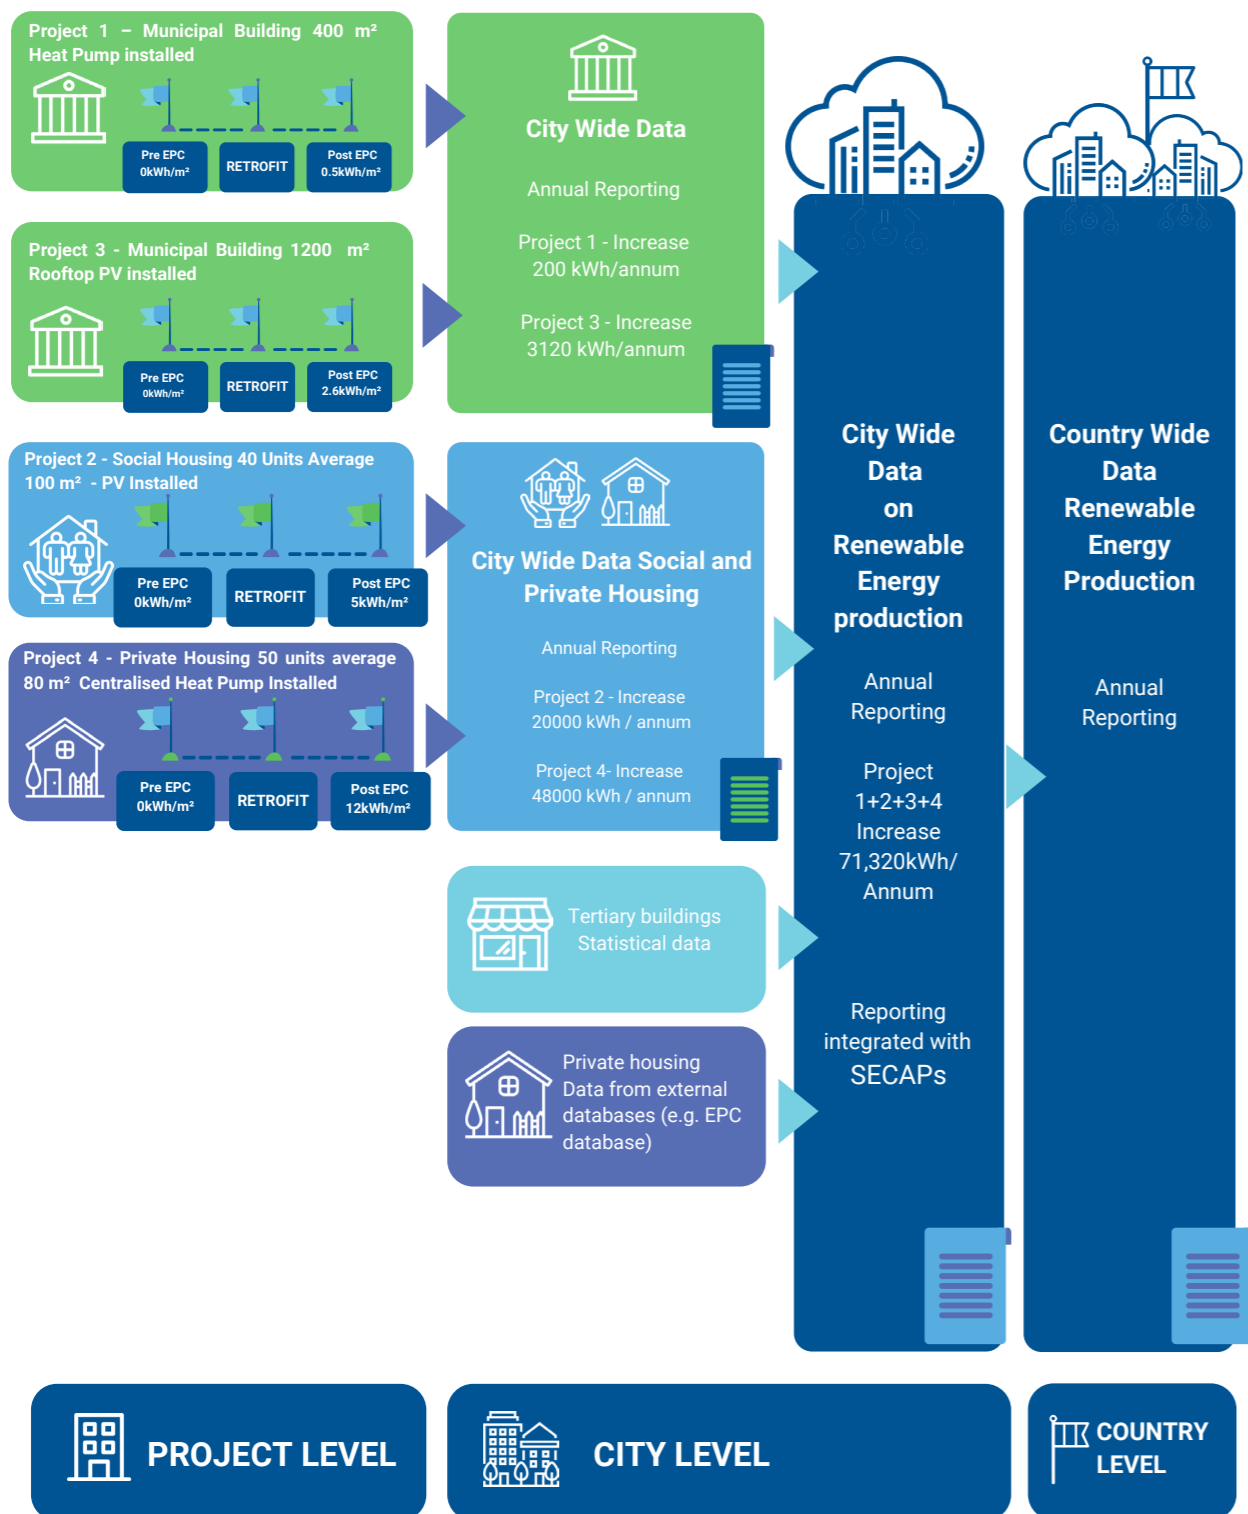 Project 1 – Municipal Building 400 m²
Heat Pump installed
Pre EPC
0kWh/m²
RETROFIT
Post EPC
0.5kWh/m²
Project 3 - Municipal Building 1200 m²
Rooftop PV installed
Pre EPC
0kWh/m²
RETROFIT
Post EPC
2.6kWh/m²
Project 2 - Social Housing 40 Units Average
100 m² - PV Installed
Pre EPC
0kWh/m²
RETROFIT
Post EPC
5kWh/m²
Project 4 - Private Housing 50 units average
80 m² Centralised Heat Pump Installed
Pre EPC
0kWh/m²
RETROFIT
Post EPC
12kWh/m²
City Wide Data
Annual Reporting
Project 1 - Increase
200 kWh/annum
Project 3 - Increase
3120 kWh/annum
City Wide Data Social and
Private Housing
Annual Reporting
Project 2 - Increase
20000 kWh / annum
Project 4- Increase
48000 kWh / annum
Tertiary buildings
Statistical data
Private housing
Data from external
databases (e.g. EPC
database)
City Wide
Data
on
Renewable
Energy
production
Annual
Reporting
Project
1+2+3+4
Increase
71,320kWh/
Annum
Reporting
integrated with
SECAPs
Country Wide
Data
Renewable
Energy
Production
Annual
Reporting
PROJECT LEVEL
CITY LEVEL
COUNTRY
LEVEL